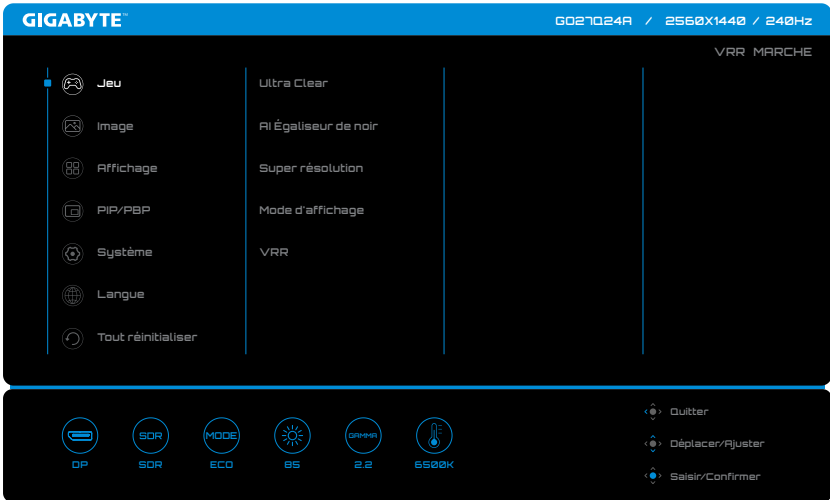 GIGABYTE™
GO27Q24A / 2560X1440 / 240Hz
VRR MARCHE
Jeu
Image
Affichage
PIP/PBP
Système
Langue
Tout réinitialiser
Ultra Clear
AI Égaliseur de noir
Super résolution
Mode d'affichage
VRR
SDR
MODE
GAMMA
DP
SDR
ECO
85
2.2
6500K
Quitter
Déplacer/Ajuster
Saisir/Confirmer